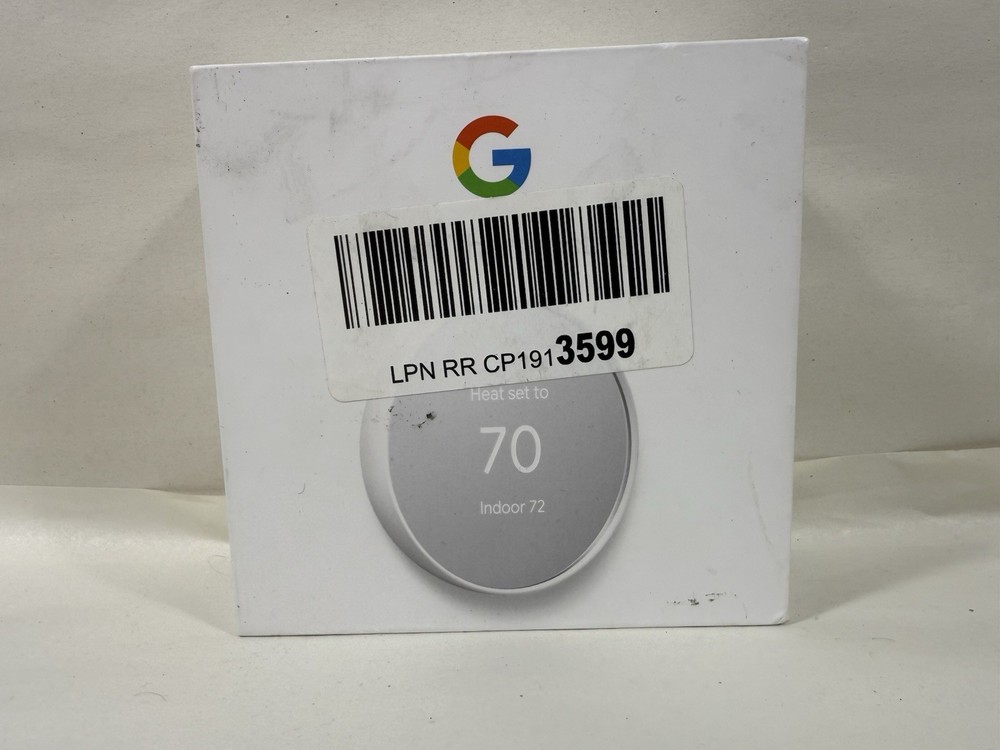 G
LPN RR CP1913599
Heat set to
70
Indoor 72